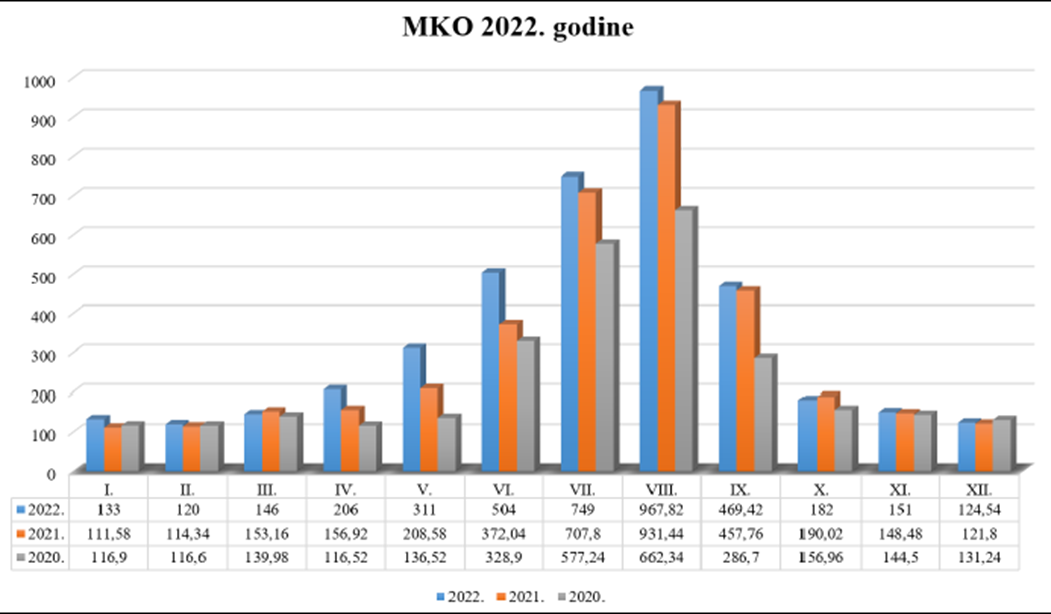 MKO 2022. godine
1000
900
800
700
600
500
400
300
200
100
0
I. II. III. IV. V. VI. VII. VIII. IX. X. XI. XII.
2022. 133 120 146 206 311 504 749 967,82 469,42 182 151 124,54
2021. 111,58 114,34 153,16 156,92 208,58 372,04 707,8 931,44 457,76 190,02 148,48 121,8
2020. 116,9 116,6 139,98 116,52 136,52 328,9 577,24 662,34 286,7 156,96 144,5 131,24
2022. 2021. 2020.